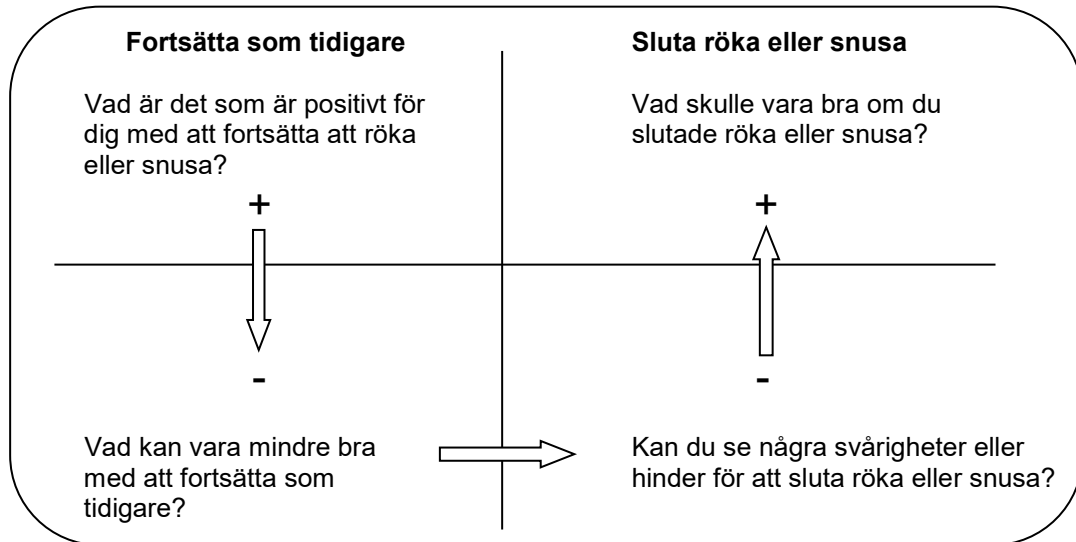 Fortsätta som tidigare
Vad är det som är positivt för
dig med att fortsätta att röka
eller snusa?
+
-
Vad kan vara mindre bra
med att fortsätta som
tidigare?
Sluta röka eller snusa
Vad skulle vara bra om du
slutade röka eller snusa?
+
-
Kan du se några svårigheter eller
hinder för att sluta röka eller snusa?